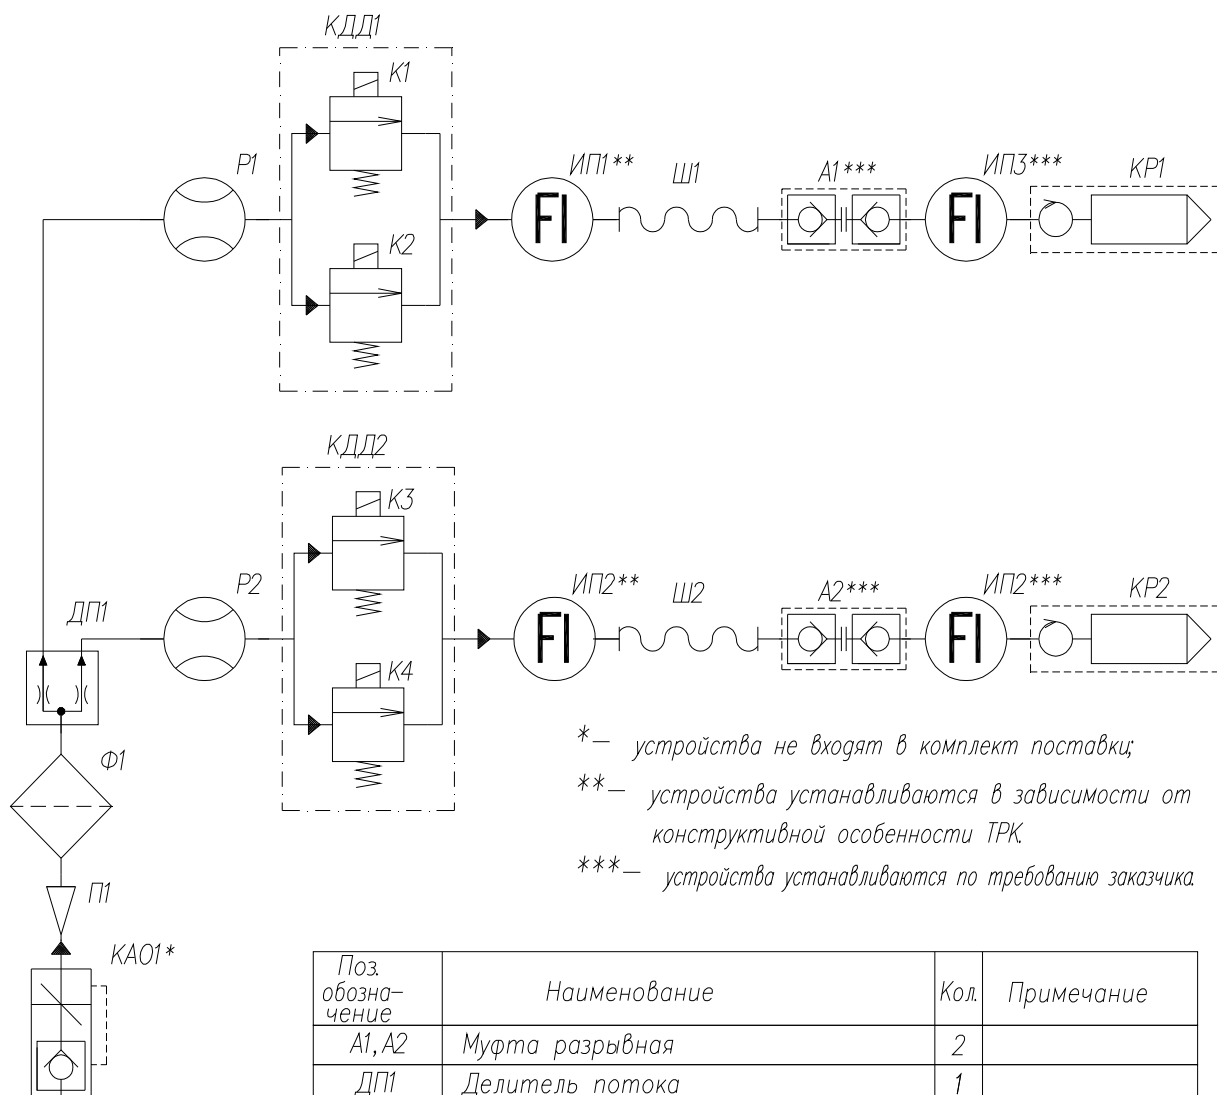 КДД1
К1
Р1
ИП1**
Ш1
А1***
ИП3***
КР1
FI
FI
К2
КДД2
К3
Р2
ИП2**
Ш2
А2***
ИП2***
КР2
ДП1
FI
FI
К4
Ф1
*— устройства не входят в комплект поставки;
**— устройства устанавливаются в зависимости от
конструктивной особенности ТРК.
***— устройства устанавливаются по требованию заказчика.
П1
КАО1*
Поз. обозна-чение Наименование Кол. Примечание
А1,А2 Муфта разрывная 2
ДП1 Делитель потока 1